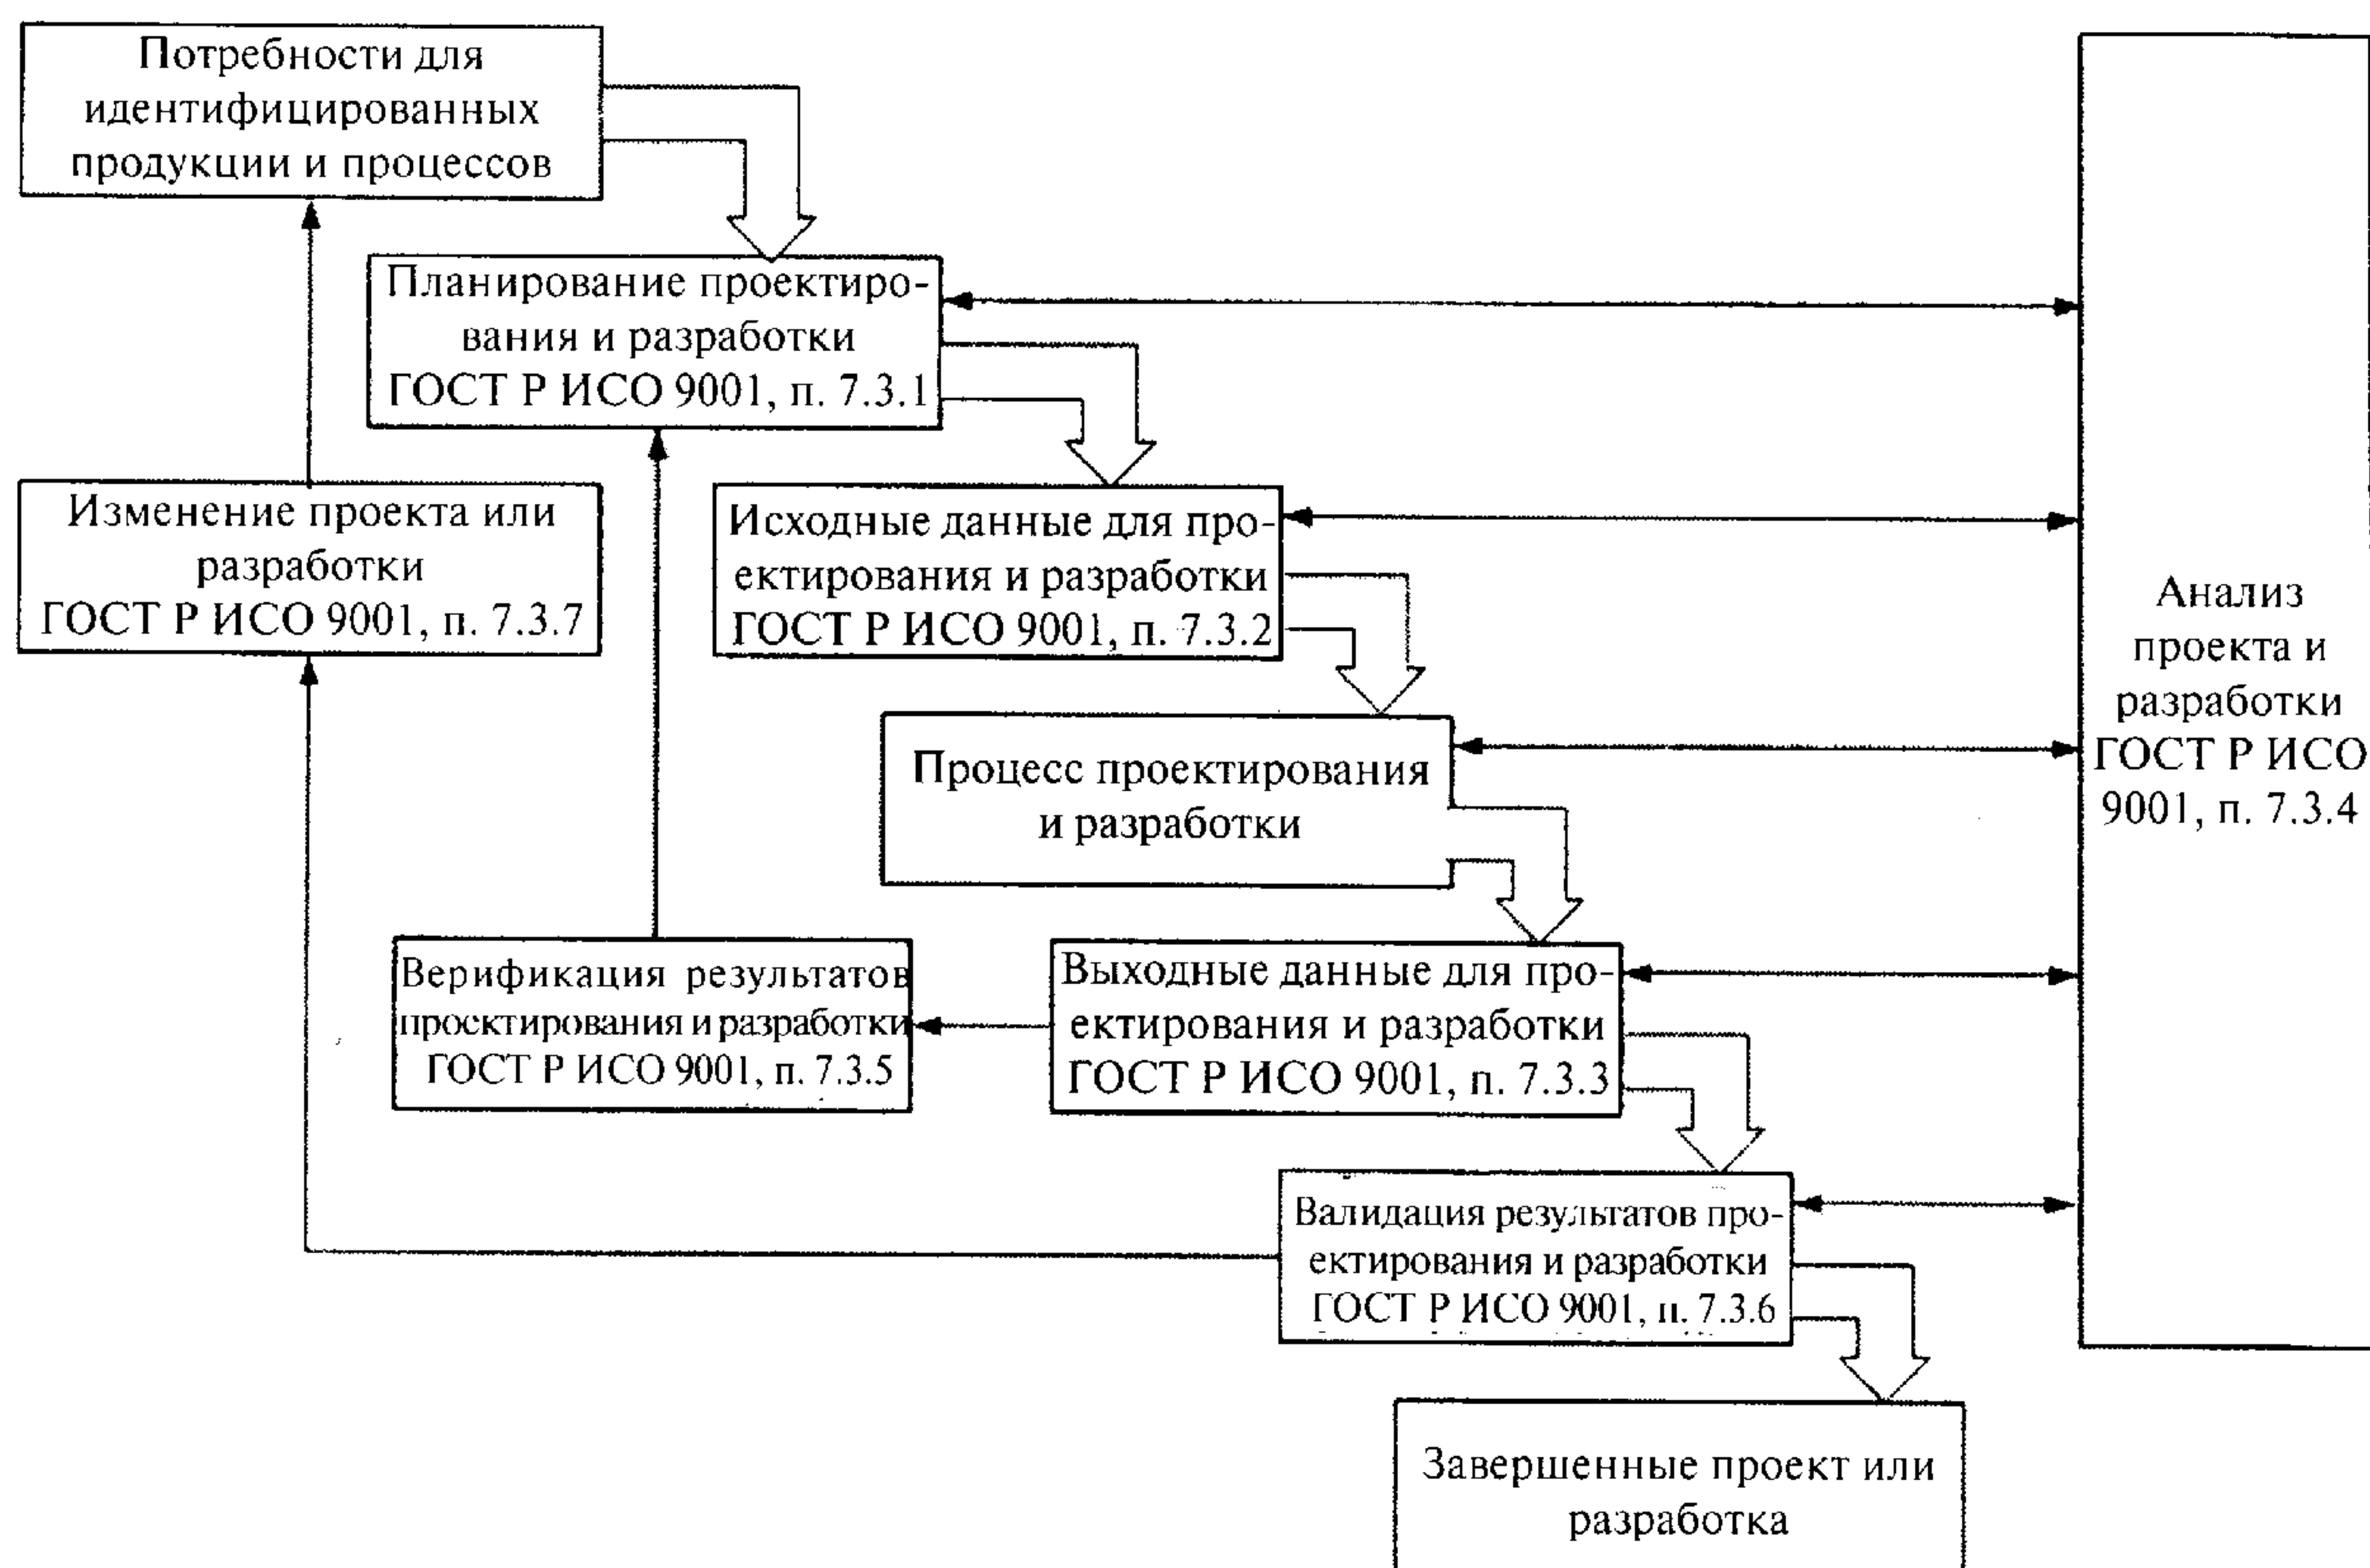 Потребности для
идентифицированных
продукции и процессов
Планирование проектиро-
вания и разработки
ГОСТ Р ИСО 9001, п. 7.3.1
Изменение проекта или
разработки
ГОСТ Р ИСО 9001, п. 7.3.7
Исходные данные для про-
ектирования и разработки
ГОСТ Р ИСО 9001, п. 7.3.2
Анализ
проекта и
разработки
ГОСТ Р ИСО
9001, п. 7.3.4
Процесс проектирования
и разработки
Верификация результатов
проектирования и разработки
ГОСТ Р ИСО 9001, п. 7.3.5
Выходные данные для про-
ектирования и разработки
ГОСТ Р ИСО 9001, п. 7.3.3
Валидация результатов про-
ектирования и разработки
ГОСТ Р ИСО 9001, п. 7.3.6
Завершенные проект или
разработка